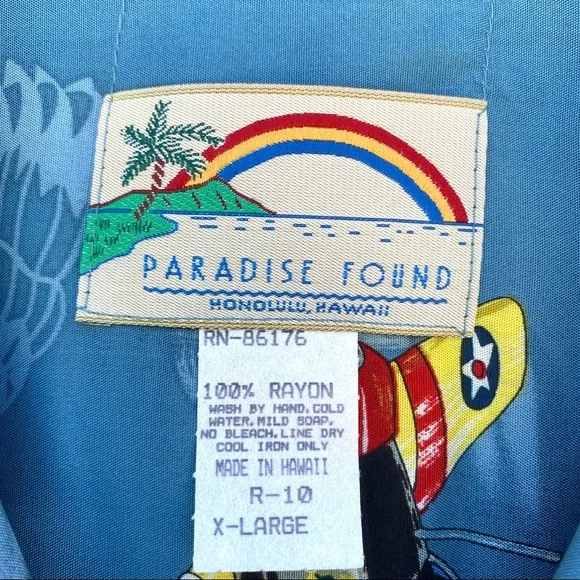 PARADISE FOUND
HONOLULU, HAWAII
RN-86176
100% RAYON
WASH BY HAND, COLD
WATER, MILD SOAP,
NO BLEACH, LINE DRY
COOL IRON ONLY
MADE IN HAWAII
R-10
X-LARGE